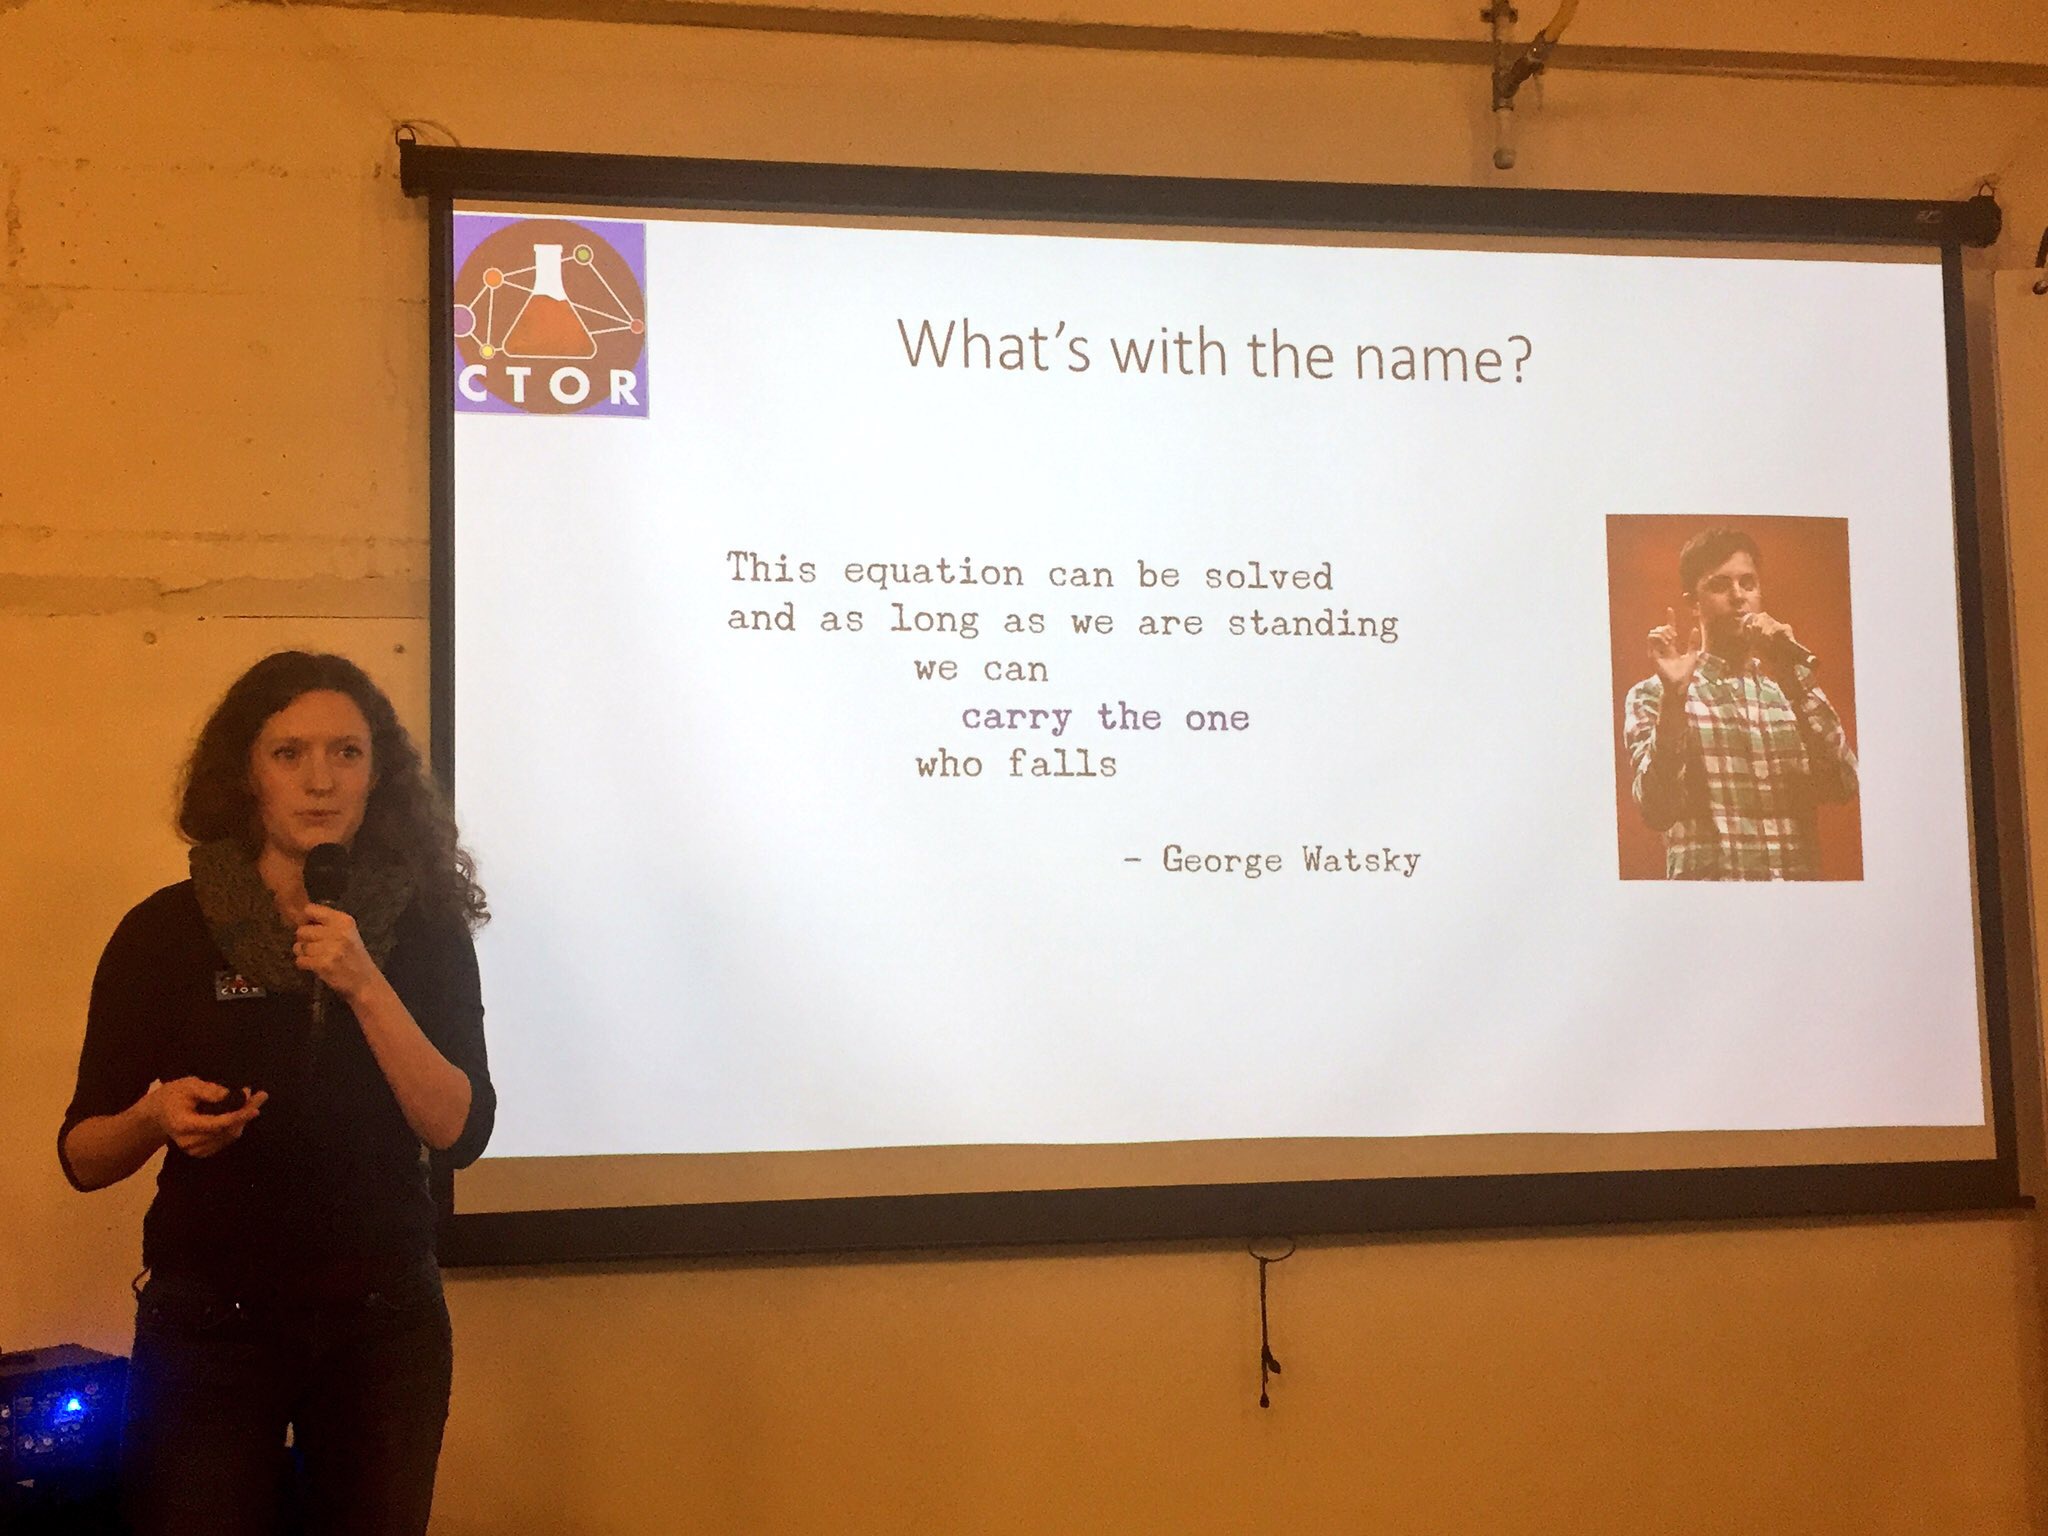 CTOR
What's with the name?
This equation can be solved
and as long as we are standing
we can
carry the one
who falls
– George Watsky
CTOR